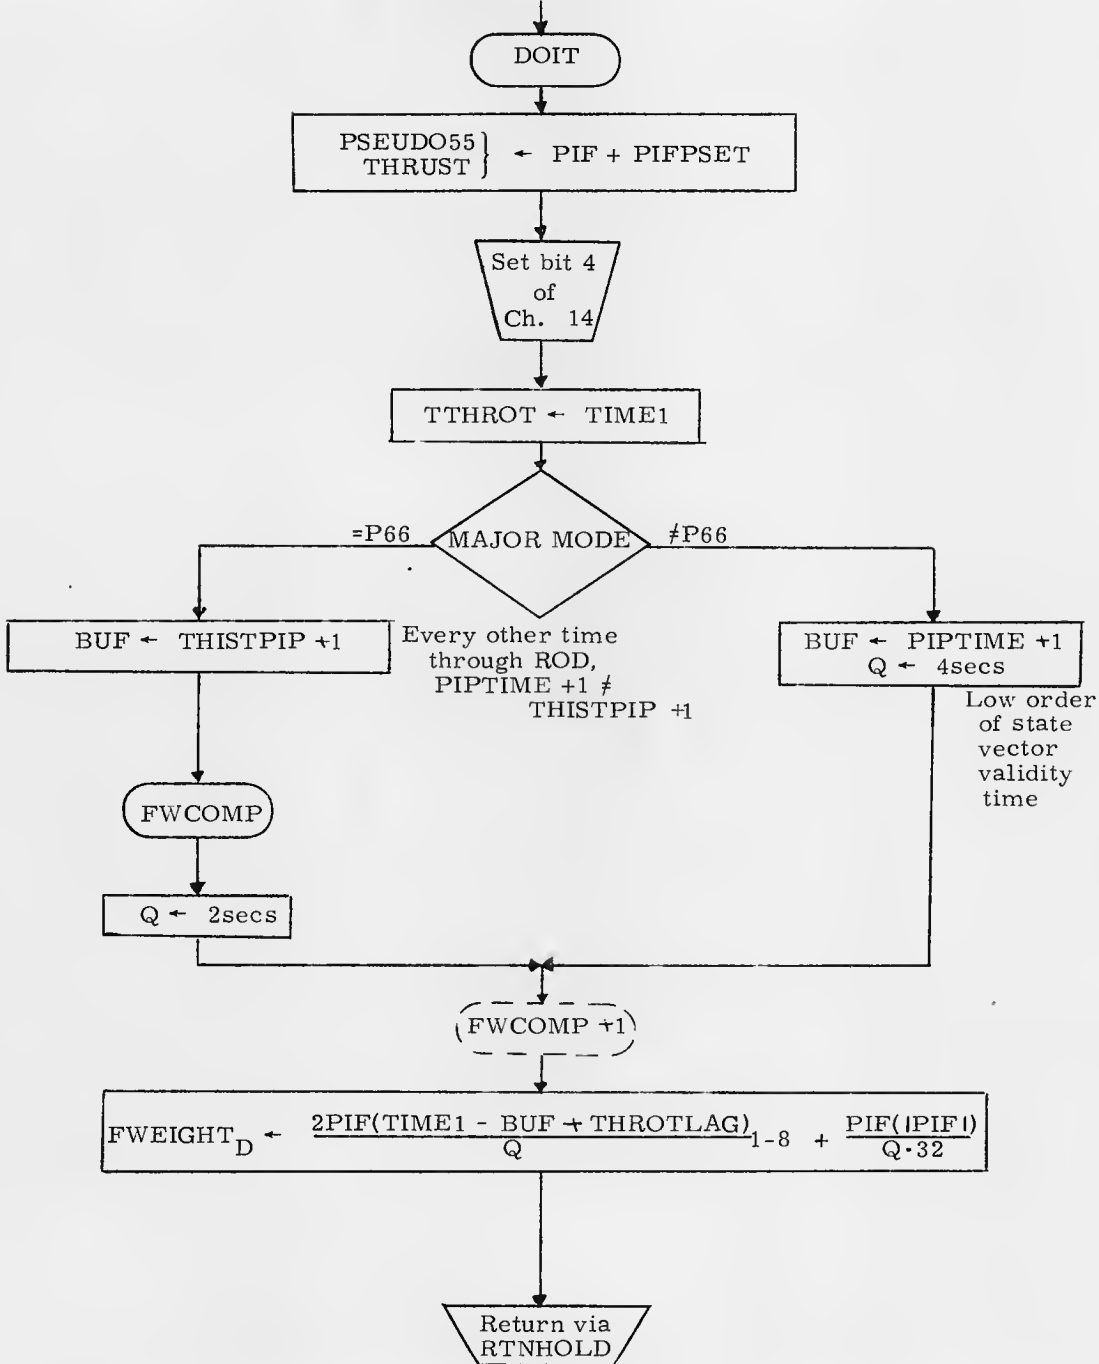 DOIT
PSEUDO55
THRUST } ← PIF + PIFPSET
Set bit 4
of
Ch. 14
TTHROT ← TIME1
=P66
MAJOR MODE
≠P66
BUF ← THISTPIP +1
Every other time
through ROD,
PIPTIME +1 ≠
THISTPIP +1
BUF ← PIPTIME +1
Q ← 4secs
Low order
of state
vector
validity
time
FWCOMP
Q ← 2secs
FWCOMP +1
FWEIGHT_D ← 2PIF(TIME1 - BUF + THROTLAG)/Q 1-8 + PIF(|PIF|)/Q·32
Return via
RTNHOLD